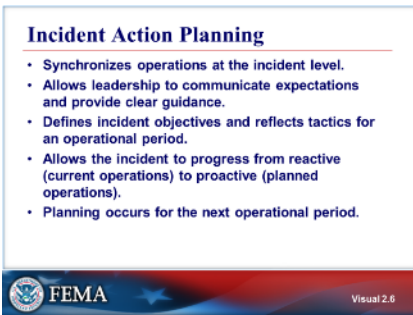 Incident Action Planning
• Synchronizes operations at the incident level.
• Allows leadership to communicate expectations
and provide clear guidance.
• Defines incident objectives and reflects tactics for
an operational period.
• Allows the incident to progress from reactive
(current operations) to proactive (planned
operations).
• Planning occurs for the next operational period.
FEMA
Visual 2.6